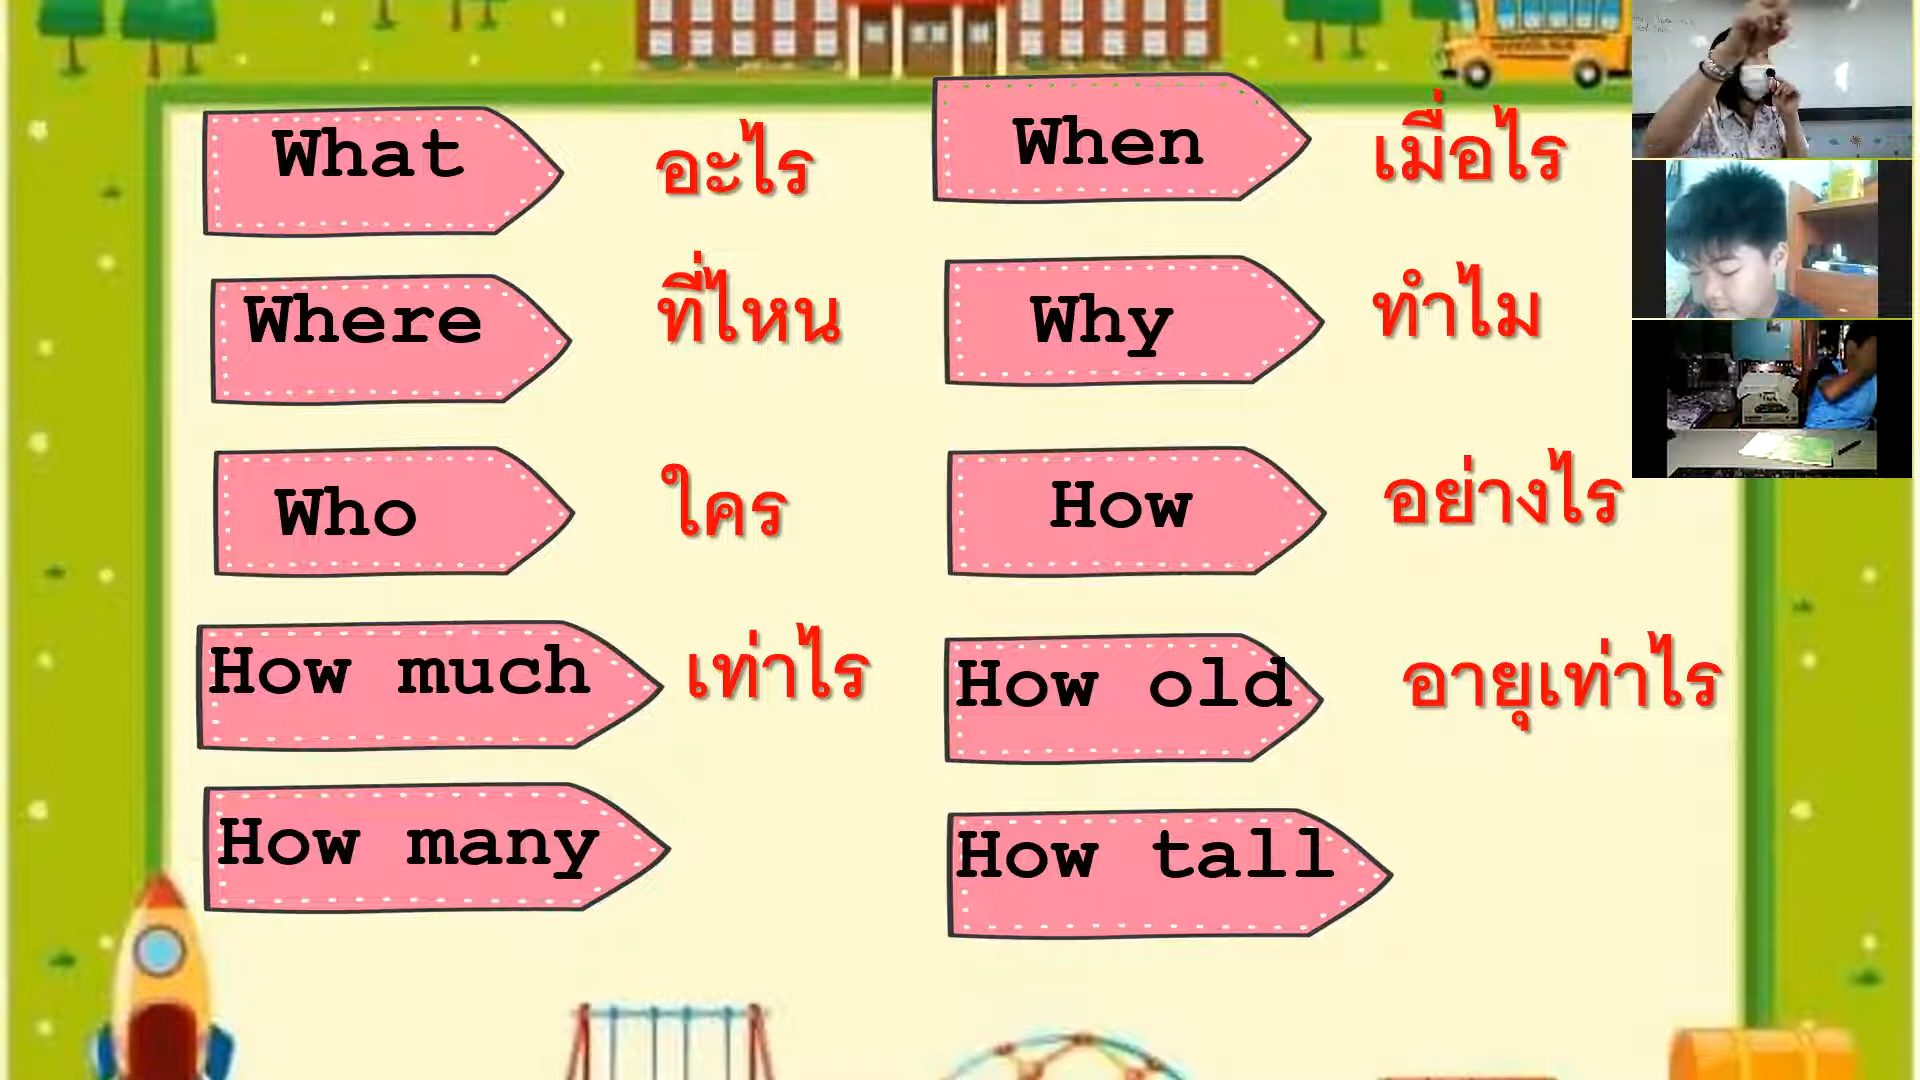 What
อะไร
When
เมื่อไร
Where
ที่ไหน
Why
ทำไม
Who
ใคร
How
อย่างไร
How much
เท่าไร
How old
อายุเท่าไร
How many
How tall